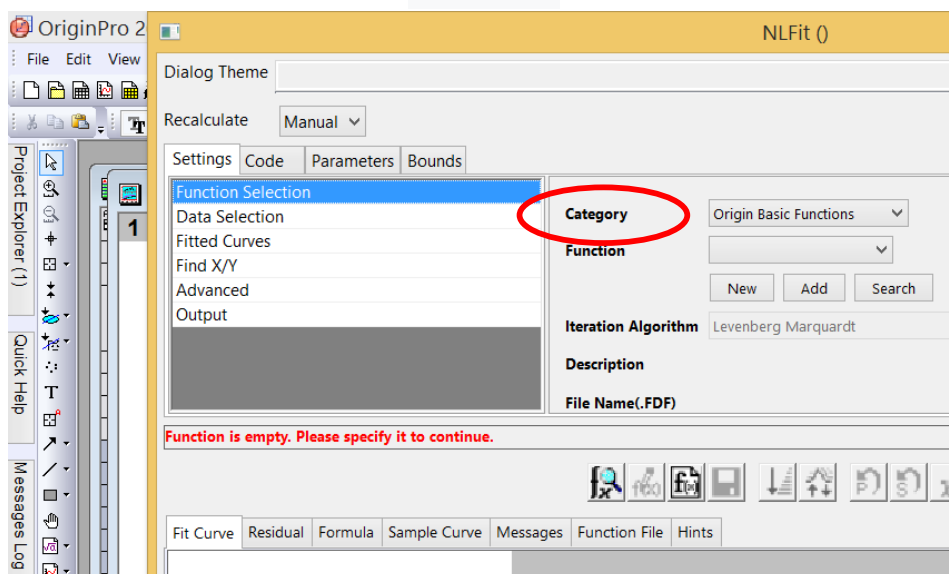 OriginPro 2
NLFit ()
File Edit View
Dialog Theme
Recalculate Manual
Settings Code Parameters Bounds
Project Explorer (1)
Quick Help
Messages Log
1
T
Function Selection
Data Selection
Fitted Curves
Find X/Y
Advanced
Output
Category Origin Basic Functions
Function
New Add Search
Iteration Algorithm Levenberg Marquardt
Description
File Name(.FDF)
Function is empty. Please specify it to continue.
Fit Curve Residual Formula Sample Curve Messages Function File Hints